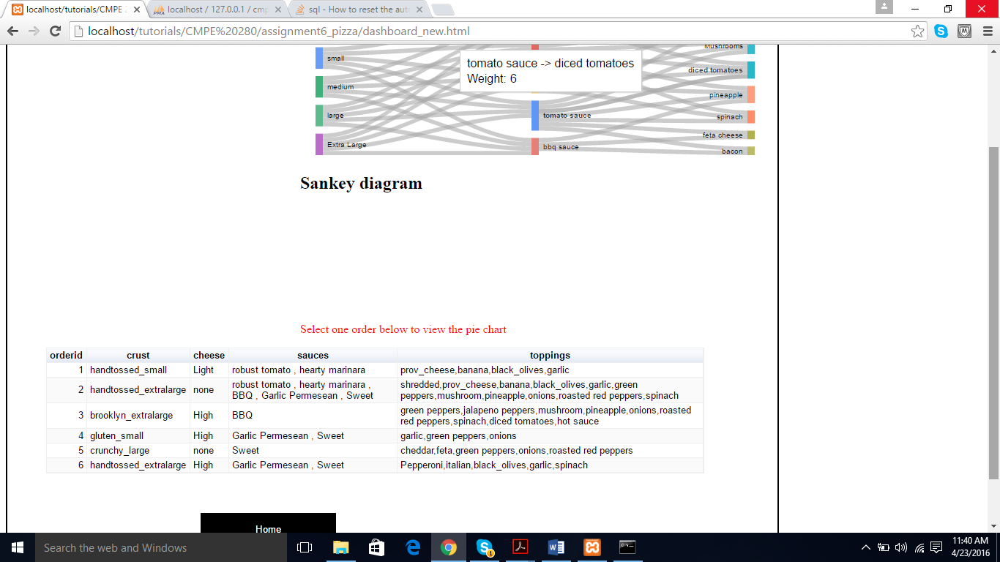 localhost/tutorials/CMPE 2
localhost / 127.0.0.1 / cmp
sql - How to reset the aut
localhost/tutorials/CMPE%20280/assignment6_pizza/dashboard_new.html
small
medium
large
Extra Large
tomato sauce -> diced tomatoes
Weight: 6
tomato sauce
bbq sauce
Mushrooms
diced tomatoes
pineapple
spinach
feta cheese
bacon
Sankey diagram
Select one order below to view the pie chart
orderid crust cheese sauces toppings
1 handtossed_small Light robust tomato , hearty marinara prov_cheese,banana,black_olives,garlic
2 handtossed_extralarge none robust tomato , hearty marinara , BBQ , Garlic Permesean , Sweet shredded,prov_cheese,banana,black_olives,garlic,green peppers,mushroom,pineapple,onions,roasted red peppers,spinach
3 brooklyn_extralarge High BBQ green peppers,jalapeno peppers,mushroom,pineapple,onions,roasted red peppers,spinach,diced tomatoes,hot sauce
4 gluten_small High Garlic Permesean , Sweet garlic,green peppers,onions
5 crunchy_large none Sweet cheddar,feta,green peppers,onions,roasted red peppers
6 handtossed_extralarge High Garlic Permesean , Sweet Pepperoni,italian,black_olives,garlic,spinach
Home
Search the web and Windows
1
11:40 AM
4/23/2016